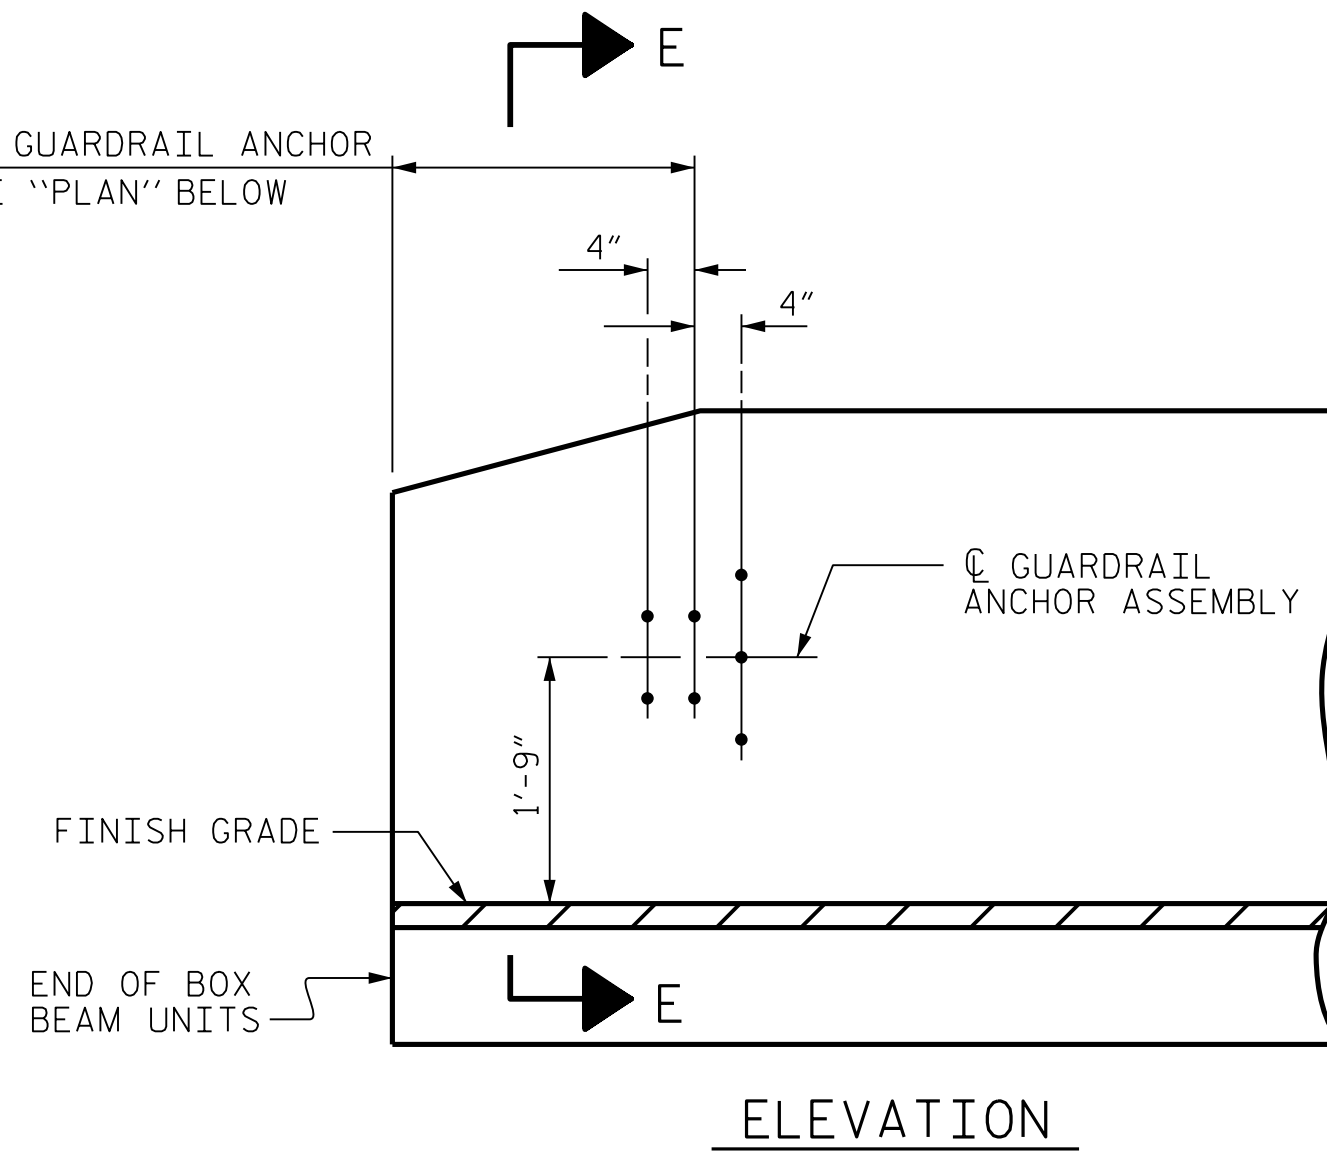 E
GUARDRAIL ANCHOR
"PLAN" BELOW
4"
4"
℄ GUARDRAIL
ANCHOR ASSEMBLY
1'-9"
FINISH GRADE
END OF BOX
BEAM UNITS
E
ELEVATION